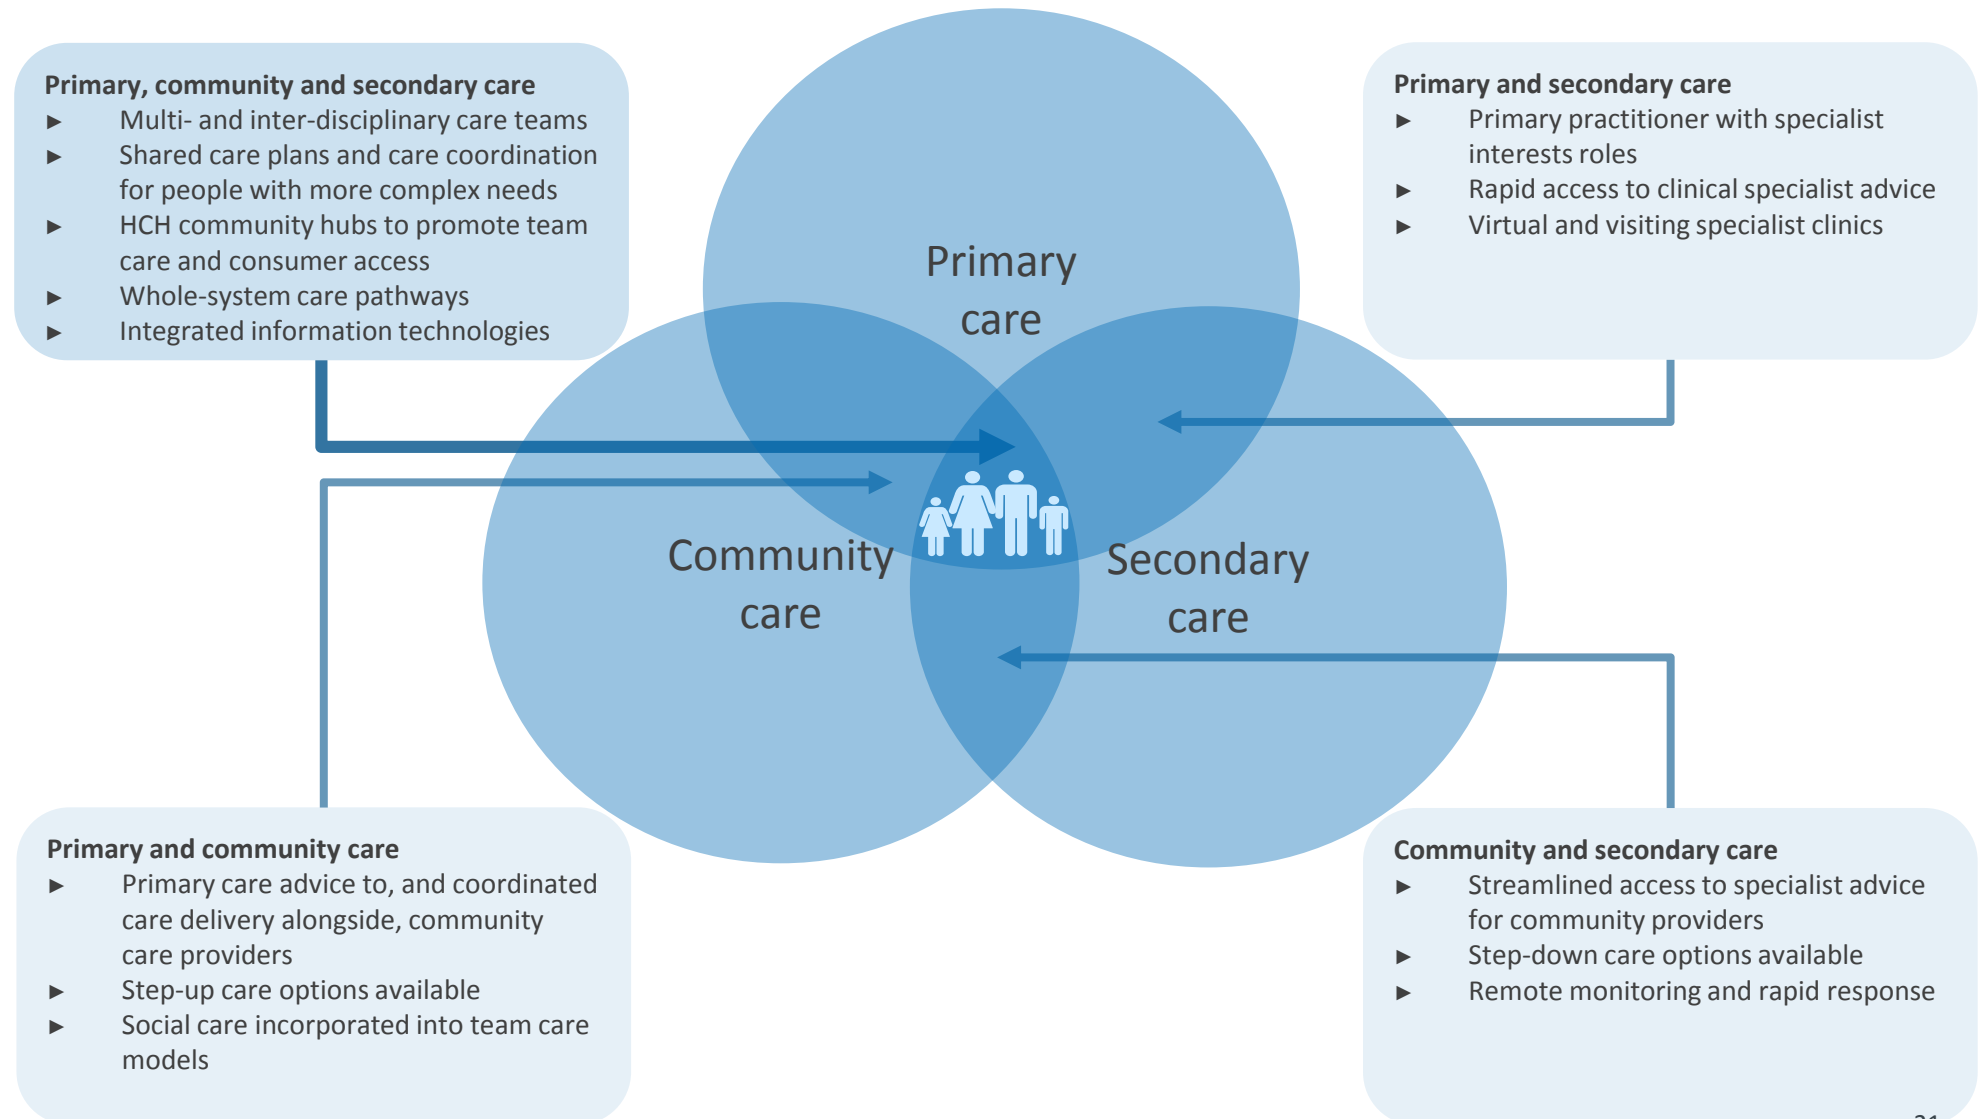 Primary, community and secondary care
► Multi- and inter-disciplinary care teams
► Shared care plans and care coordination
for people with more complex needs
► HCH community hubs to promote team
care and consumer access
► Whole-system care pathways
► Integrated information technologies
Primary and secondary care
► Primary practitioner with specialist
interests roles
► Rapid access to clinical specialist advice
► Virtual and visiting specialist clinics
Primary
care
Community
care
Secondary
care
Primary and community care
► Primary care advice to, and coordinated
care delivery alongside, community
care providers
► Step-up care options available
► Social care incorporated into team care
models
Community and secondary care
► Streamlined access to specialist advice
for community providers
► Step-down care options available
► Remote monitoring and rapid response